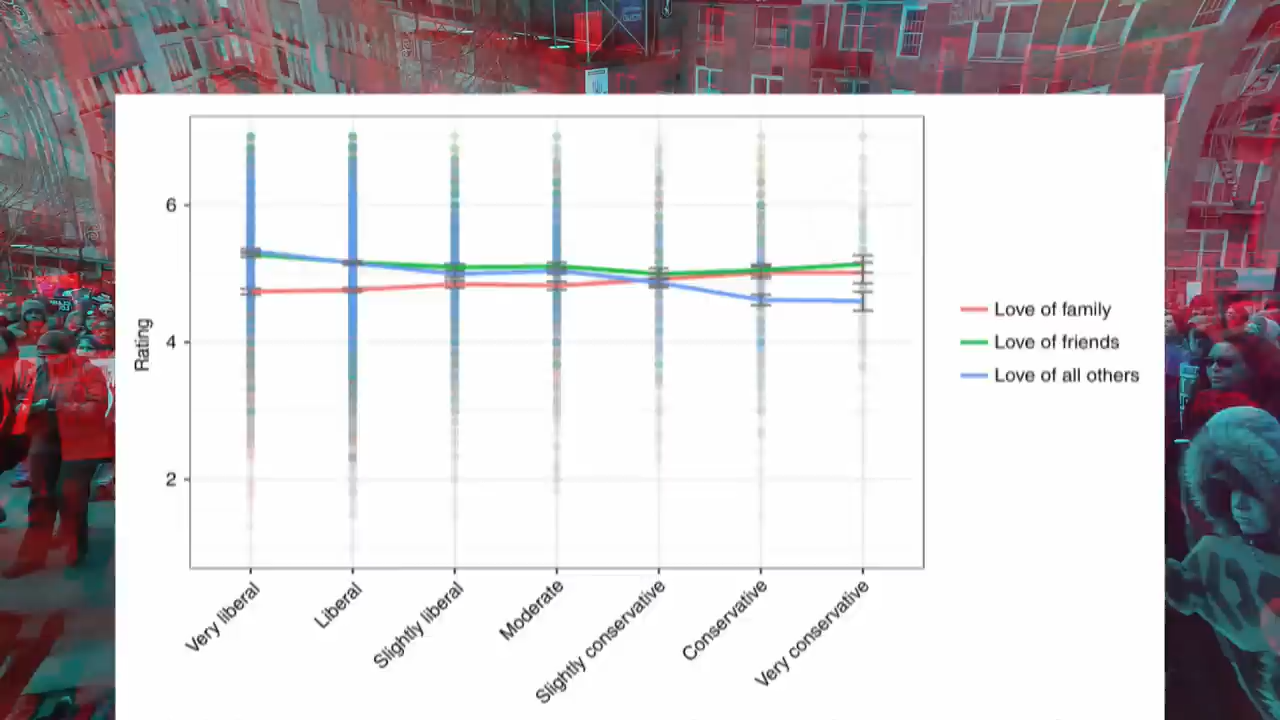 6
4
2
Rating
Very liberal
Liberal
Slightly liberal
Moderate
Slightly conservative
Conservative
Very conservative
Love of family
Love of friends
Love of all others